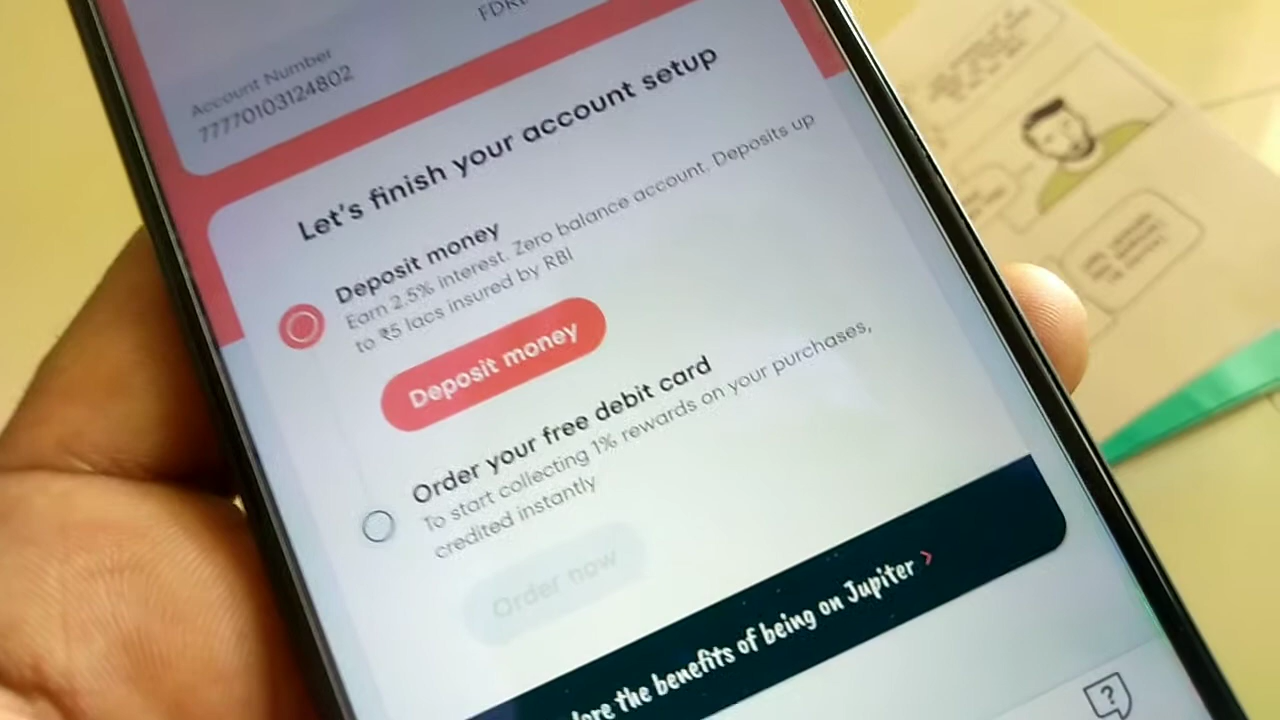 Account Number
77770103124802
Let's finish your account setup
Deposit money
Earn 2.5% interest. Zero balance account. Deposits up
to ₹5 lacs insured by RBI
Deposit money
Order your free debit card
To start collecting 1% rewards on your purchases,
credited instantly
Order now
the benefits of being on Jupiter >
?